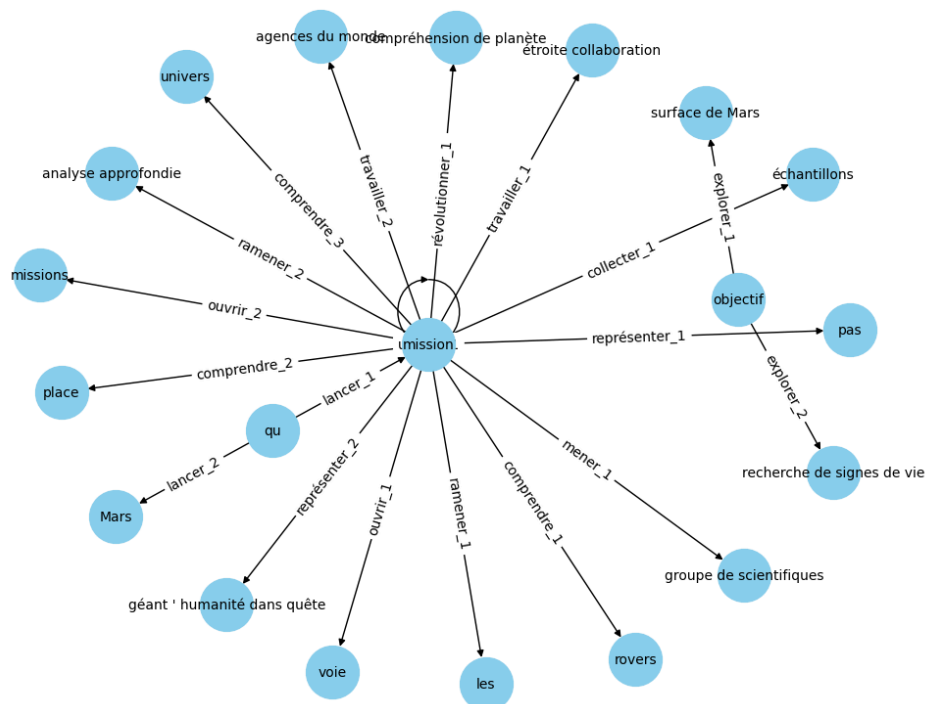 agences du monde
compréhension de planète
étroite collaboration
univers
surface de Mars
analyse approfondie
échantillons
travailler_2
révolutionner_1
travailler_1
comprendre_3
explorer_1
ramener_2
collecter_1
missions
ouvrir_2
objectif
représenter_1
pas
mission.
comprendre_2
place
lancer_1
qu
explorer_2
lancer_2
représenter_2
ouvrir_1
ramener_1
comprendre_1
mener_1
recherche de signes de vie
Mars
groupe de scientifiques
géant ' humanité dans quête
voie
les
rovers